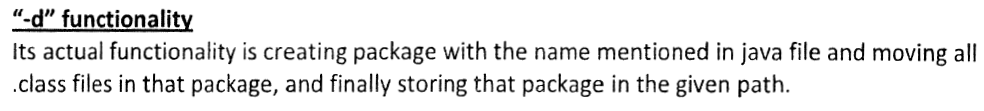 "-d" functionality
Its actual functionality is creating package with the name mentioned in java file and moving all
.class files in that package, and finally storing that package in the given path.